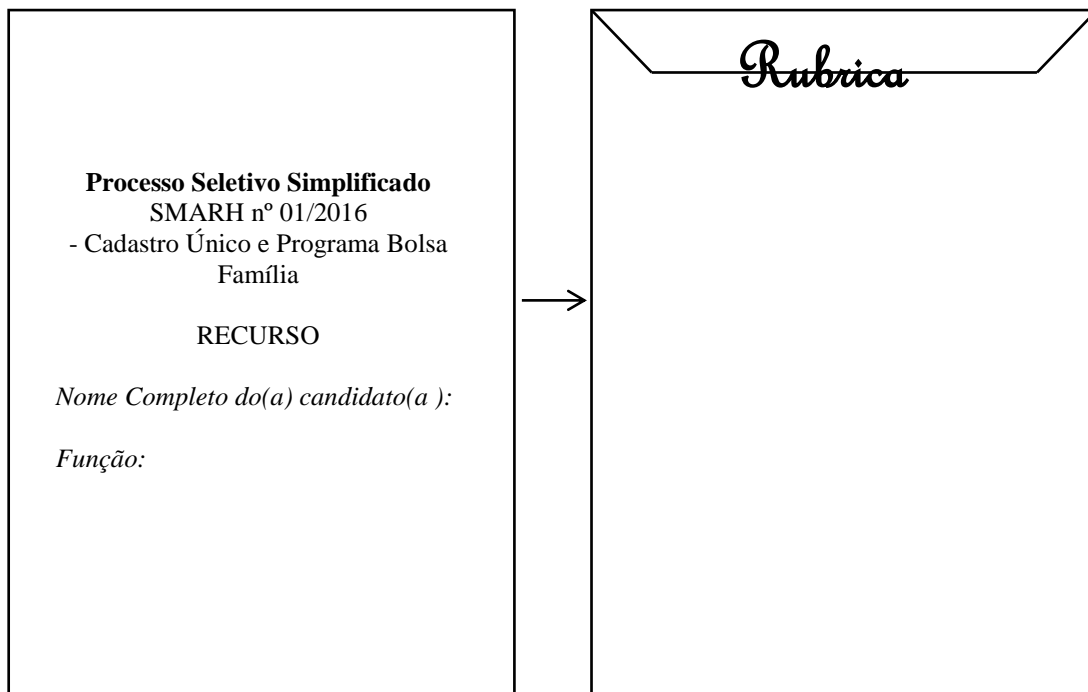 Processo Seletivo Simplificado
SMARH nº 01/2016
- Cadastro Único e Programa Bolsa
Família
RECURSO
Nome Completo do(a) candidato(a ):
Função:
Rubrica